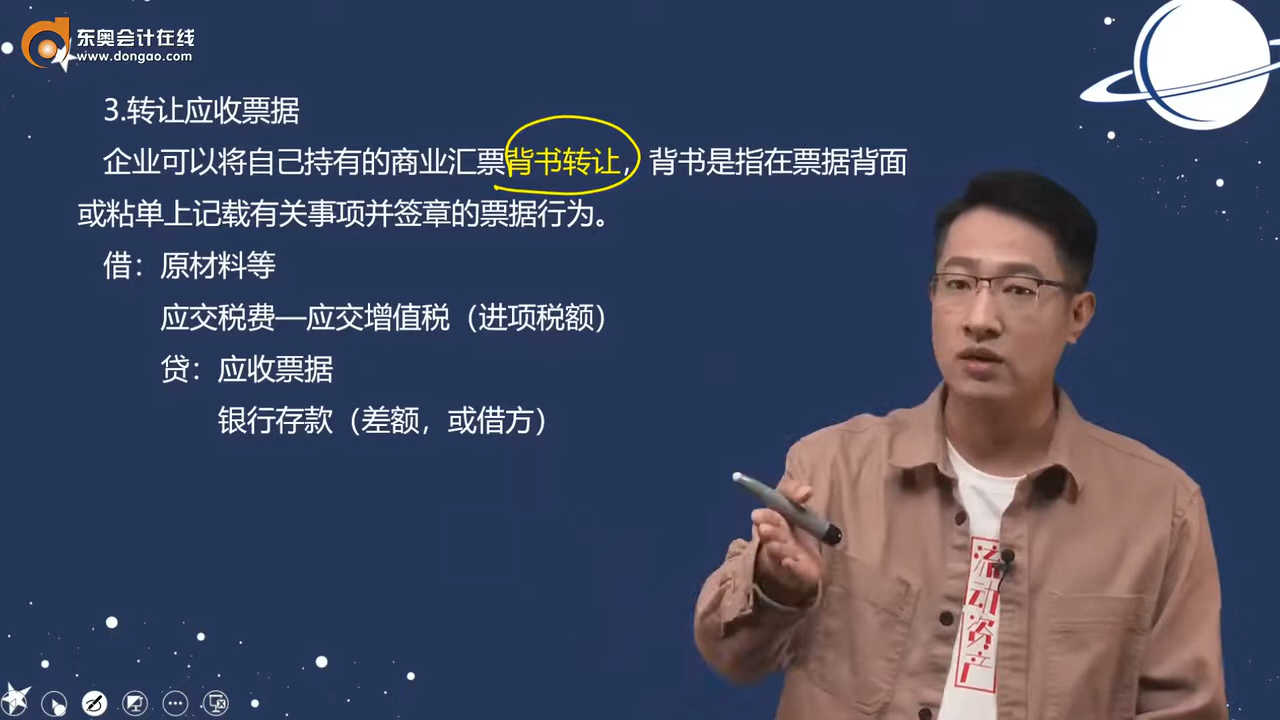 东奥会计在线
www.dongao.com
3.转让应收票据
企业可以将自己持有的商业汇票背书转让，背书是指在票据背面
或粘单上记载有关事项并签章的票据行为。
借：原材料等
应交税费—应交增值税（进项税额）
贷：应收票据
银行存款（差额，或借方）
流动资产